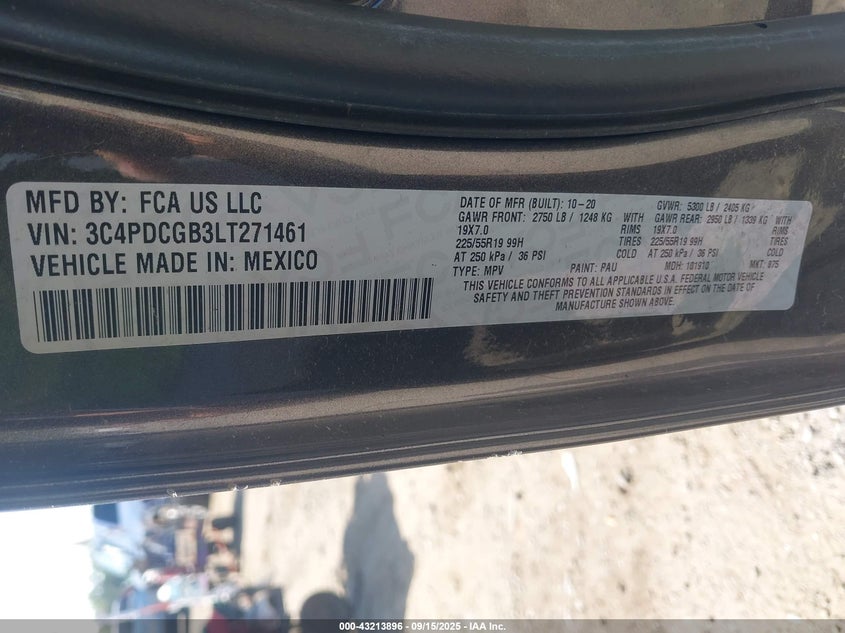 MFD BY: FCA US LLC
VIN: 3C4PDCGB3LT271461
VEHICLE MADE IN: MEXICO
DATE OF MFR (BUILT): 10-20 GVWR: 5300 LB / 2405 KG
GAWR FRONT: 2750 LB / 1248 KG WITH GAWR REAR: 2950 LB / 1339 KG WITH
19X7.0 RIMS 19X7.0 RIMS
225/55R19 99H TIRES 225/55R19 99H TIRES
AT 250 kPa / 36 PSI COLD AT 250 kPa / 36 PSI COLD
TYPE: MPV PAINT: PAU MDH: 101910 MKT: 875
THIS VEHICLE CONFORMS TO ALL APPLICABLE U.S.A. FEDERAL MOTOR VEHICLE
SAFETY AND THEFT PREVENTION STANDARDS IN EFFECT ON THE DATE OF
MANUFACTURE SHOWN ABOVE.
000-43213896 - 09/15/2025 - IAA Inc.